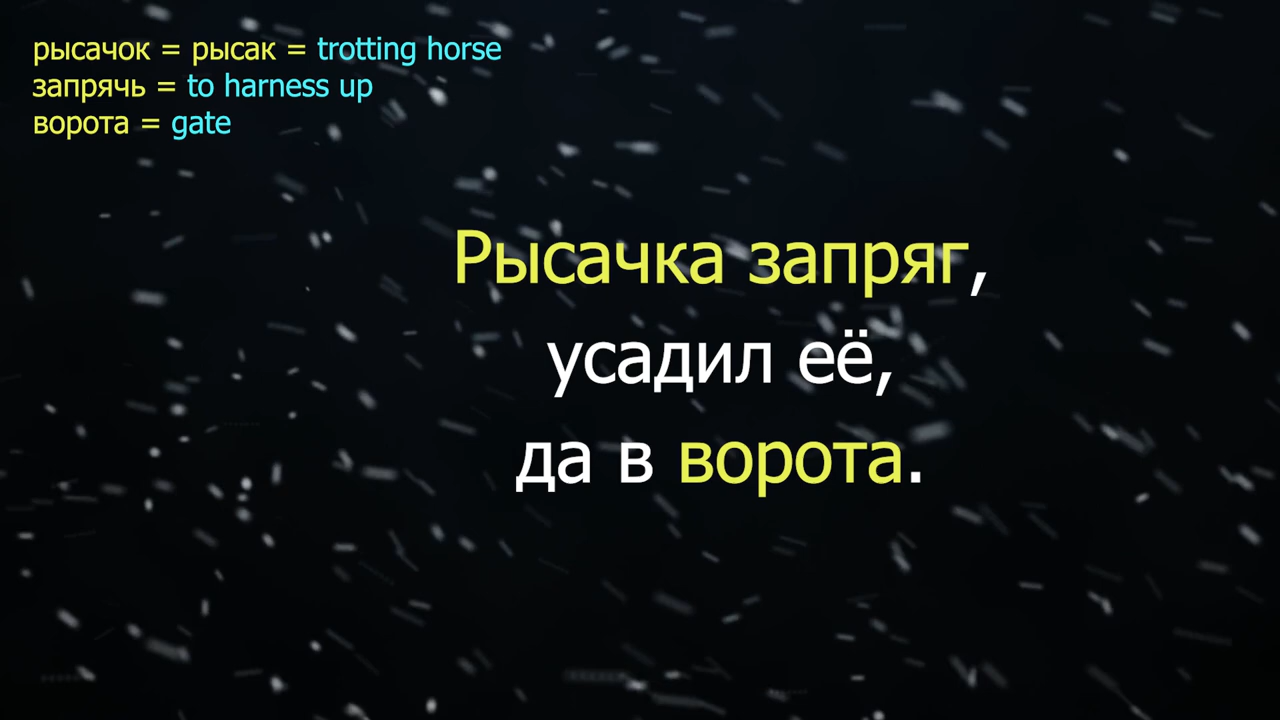 рысачок = рысак = trotting horse
запрячь = to harness up
ворота = gate
Рысачка запряг,
усадил её,
да в ворота.